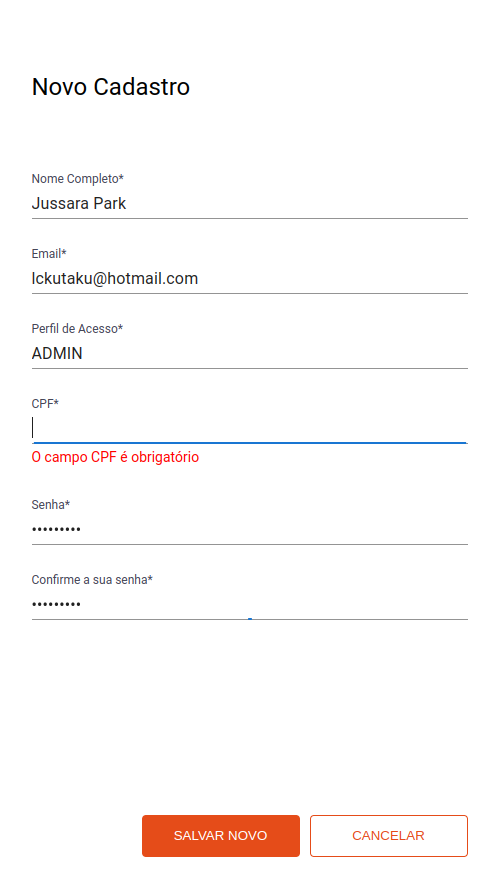 Novo Cadastro
Nome Completo*
Jussara Park
Email*
lckutaku@hotmail.com
Perfil de Acesso*
ADMIN
CPF*
O campo CPF é obrigatório
Senha*
•••••••••
Confirme a sua senha*
•••••••••
SALVAR NOVO
CANCELAR